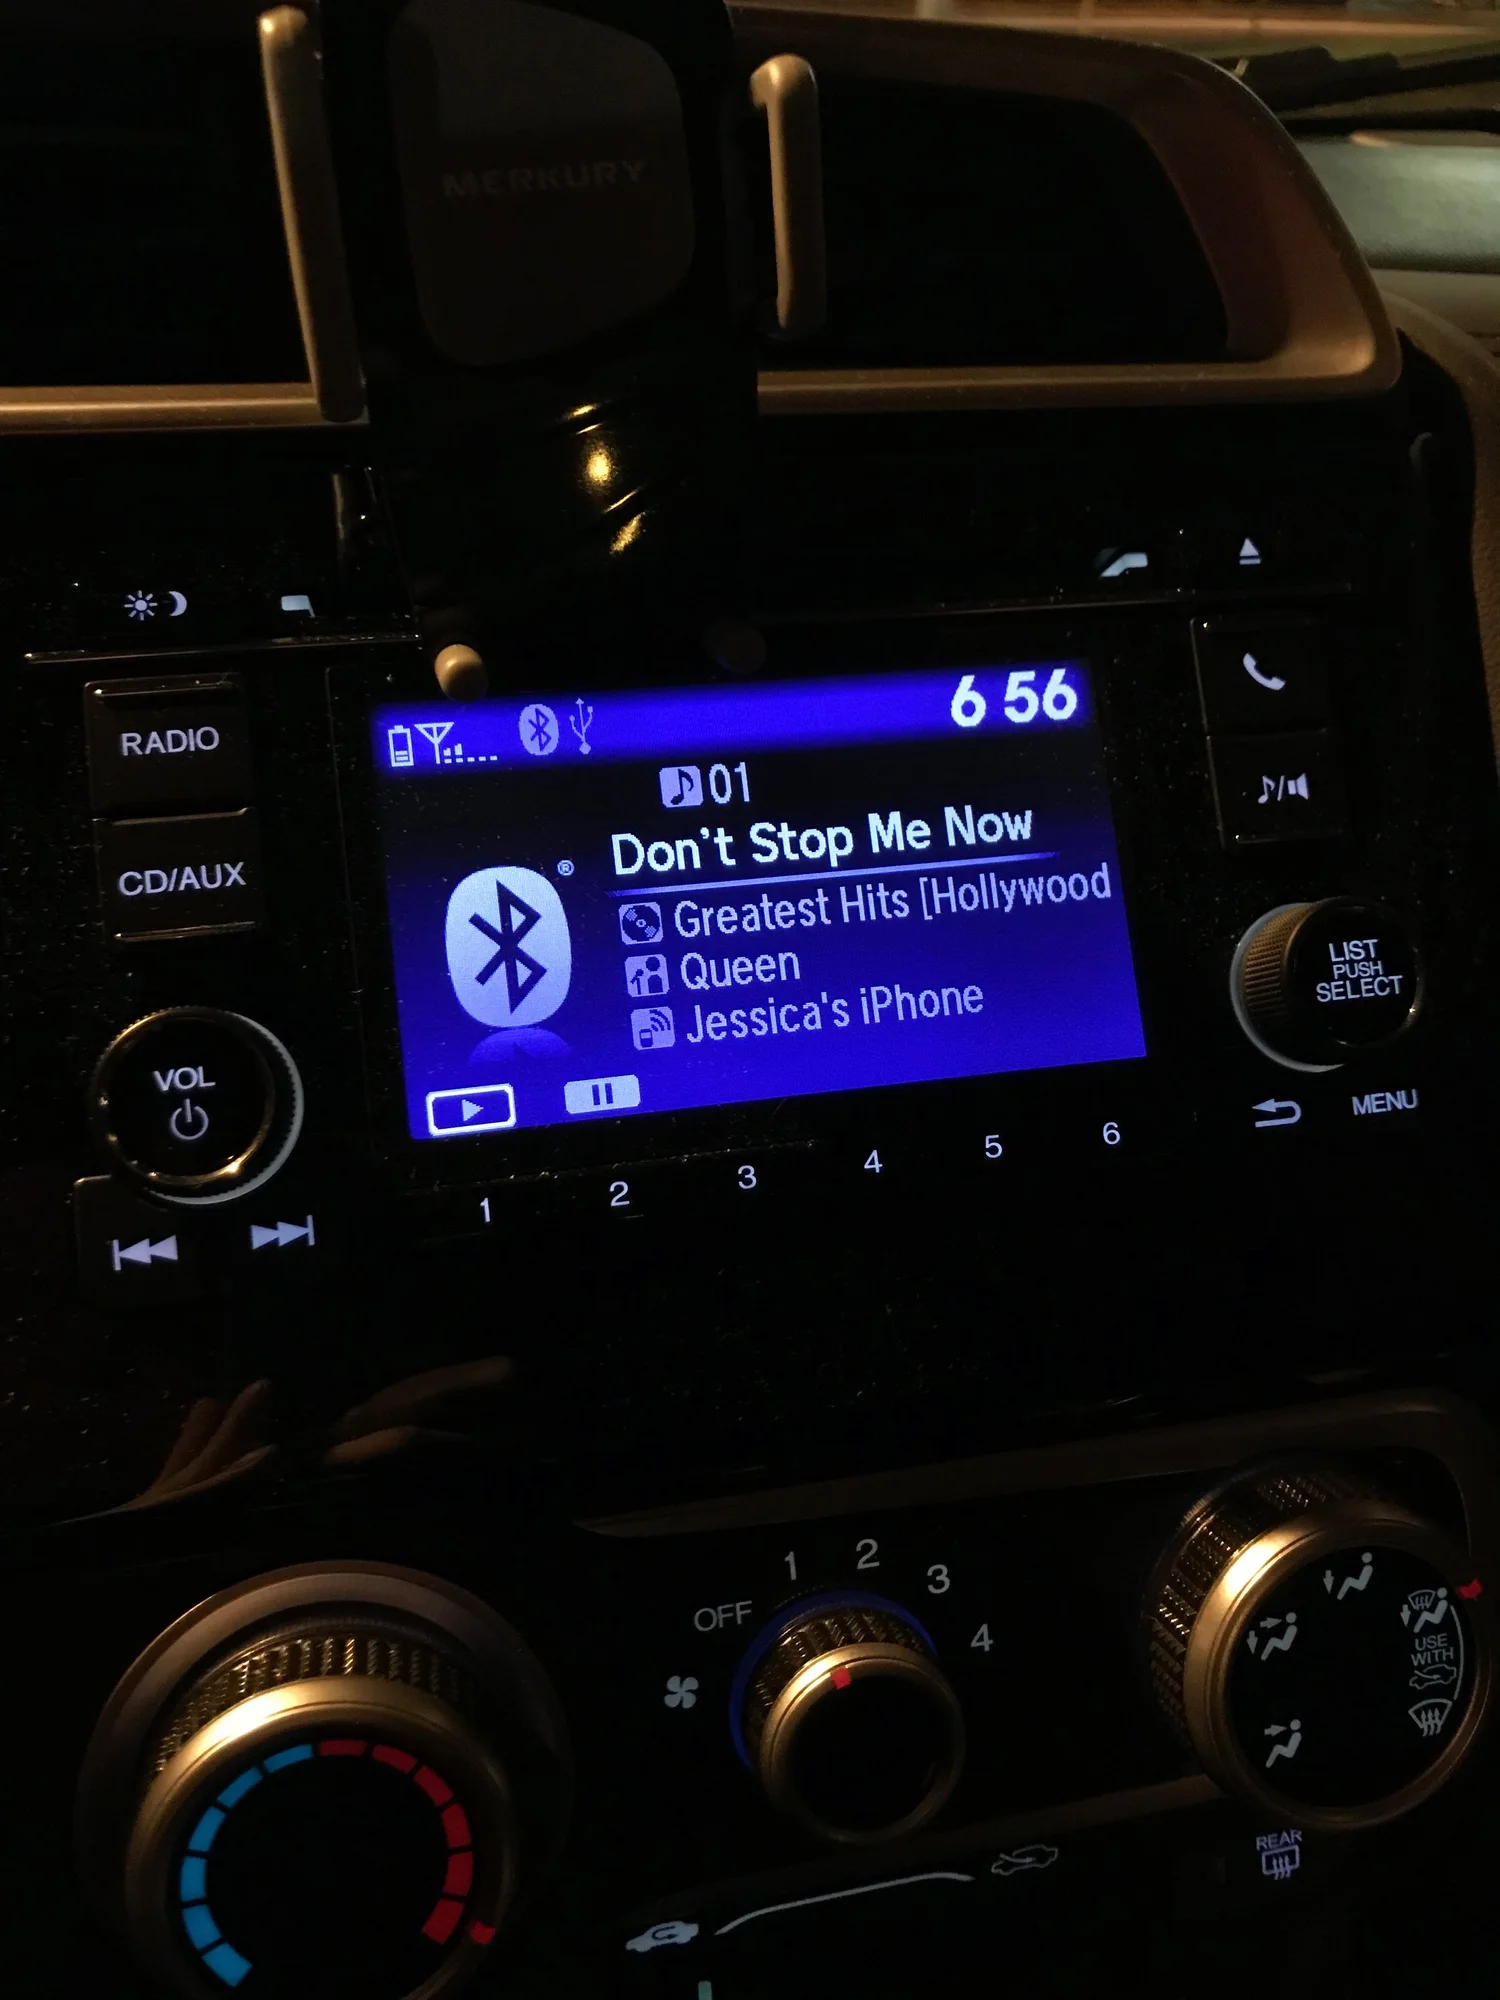 MERKURY
RADIO
CD/AUX
VOL
6 56
01
Don't Stop Me Now
Greatest Hits [Hollywood
Queen
Jessica's iPhone
LIST
PUSH
SELECT
MENU
1 2 3 4 5 6
OFF 1 2 3 4
USE
WITH
REAR